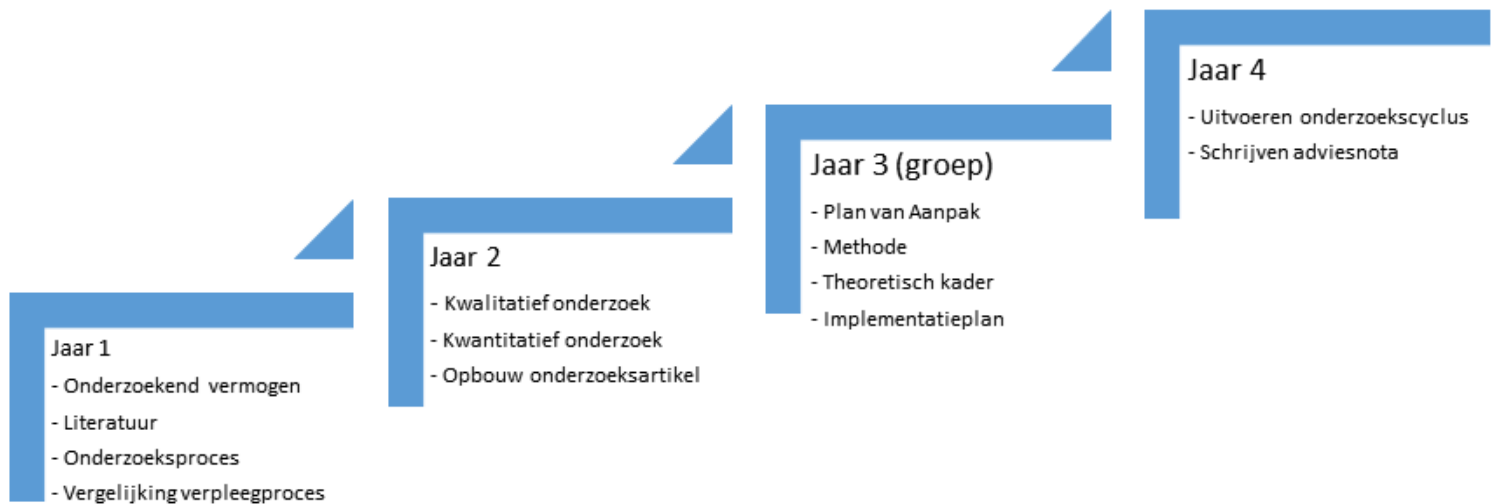 Jaar 1
- Onderzoekend vermogen
- Literatuur
- Onderzoeksproces
- Vergelijking verpleegproces
Jaar 2
- Kwalitatief onderzoek
- Kwantitatief onderzoek
- Opbouw onderzoeksartikel
Jaar 3 (groep)
- Plan van Aanpak
- Methode
- Theoretisch kader
- Implementatieplan
Jaar 4
- Uitvoeren onderzoekscyclus
- Schrijven adviesnota